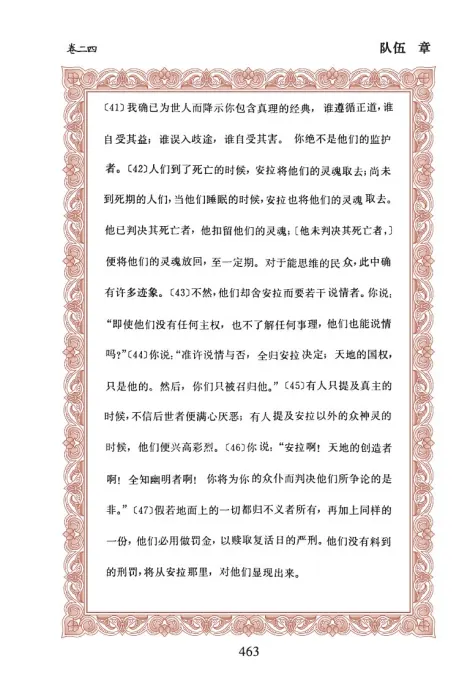 卷二四
队伍 章
〔41〕我确已为世人而降示你包含真理的经典，谁遵循正道，谁
自受其益；谁误入歧途，谁自受其害。你绝不是他们的监护
者。〔42〕人们到了死亡的时候，安拉将他们的灵魂取去；尚未
到死期的人们，当他们睡眠的时候，安拉也将他们的灵魂取去。
他已判决其死亡者，他扣留他们的灵魂；〔他未判决其死亡者，〕
便将他们的灵魂放回，至一定期。对于能思维的民众，此中确
有许多迹象。〔43〕不然，他们却舍安拉而要若干说情者。你说：
“即使他们没有任何主权，也不了解任何事理，他们也能说情
吗？”〔44〕你说：“准许说情与否，全归安拉决定；天地的国权，
只是他的。然后，你们只被召归他。”〔45〕有人只提及真主的
时候，不信后世者便满心厌恶；有人提及安拉以外的众神灵的
时候，他们便兴高彩烈。〔46〕你说：“安拉啊！天地的创造者
啊！全知幽明者啊！你将为你的众仆而判决他们所争论的是
非。”〔47〕假若地面上的一切都归不义者所有，再加上同样的
一份，他们必用做罚金，以赎取复活日的严刑。他们没有料到
的刑罚，将从安拉那里，对他们显现出来。
463